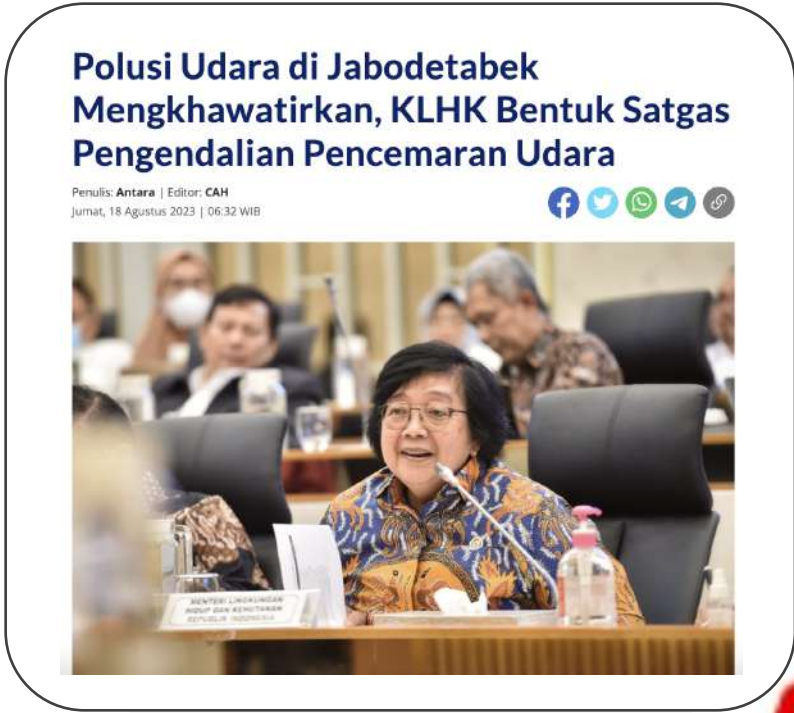 Polusi Udara di Jabodetabek
Mengkhawatirkan, KLHK Bentuk Satgas
Pengendalian Pencemaran Udara
Penulis: Antara | Editor: CAH
Jumat, 18 Agustus 2023 | 06:32 WIB
MENTERI LINGKUNGAN
HIDUP DAN KEHUTANAN
REPUBLIK INDONESIA